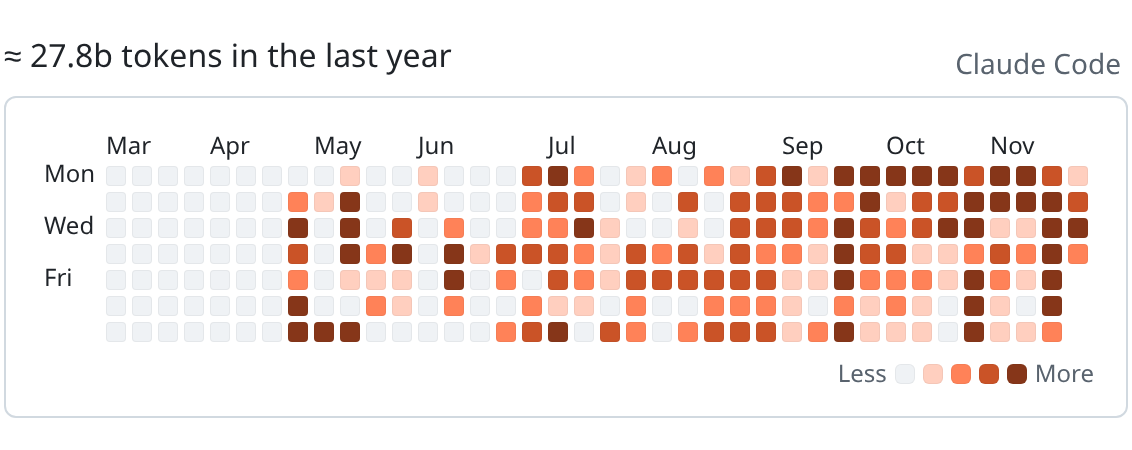 ≈ 27.8b tokens in the last year
Claude Code
Mar Apr May Jun Jul Aug Sep Oct Nov
Mon
Wed
Fri
Less More